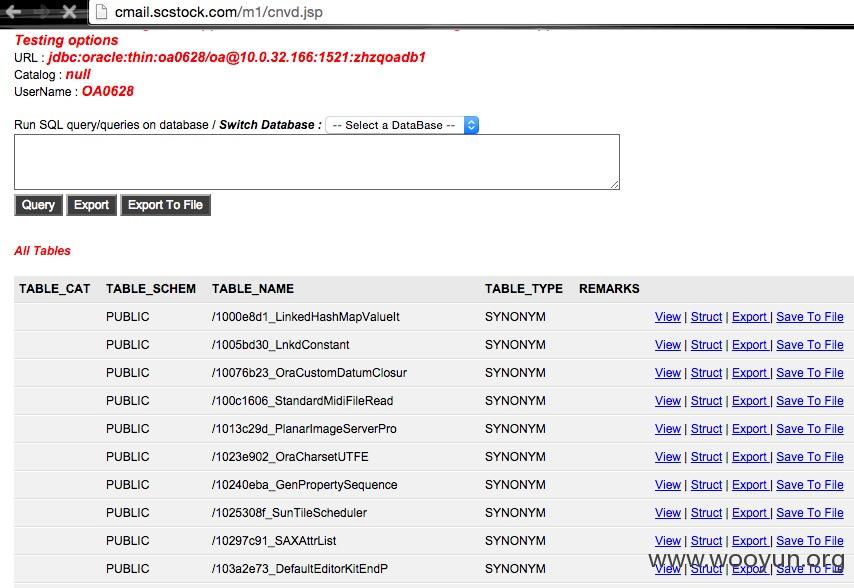 cmail.scstock.com/m1/cnvd.jsp
Testing options
URL : jdbc:oracle:thin:oa0628/oa@10.0.32.166:1521:zhzqoadb1
Catalog : null
UserName : OA0628
Run SQL query/queries on database / Switch Database : -- Select a DataBase --
Query Export Export To File
All Tables
TABLE_CAT TABLE_SCHEM TABLE_NAME TABLE_TYPE REMARKS
PUBLIC /1000e8d1_LinkedHashMapValueIt SYNONYM View | Struct | Export | Save To File
PUBLIC /1005bd30_LnkdConstant SYNONYM View | Struct | Export | Save To File
PUBLIC /10076b23_OraCustomDatumClosur SYNONYM View | Struct | Export | Save To File
PUBLIC /100c1606_StandardMidiFileRead SYNONYM View | Struct | Export | Save To File
PUBLIC /1013c29d_PlanarImageServerPro SYNONYM View | Struct | Export | Save To File
PUBLIC /1023e902_OraCharsetUTFE SYNONYM View | Struct | Export | Save To File
PUBLIC /10240eba_GenPropertySequence SYNONYM View | Struct | Export | Save To File
PUBLIC /1025308f_SunTileScheduler SYNONYM View | Struct | Export | Save To File
PUBLIC /10297c91_SAXAttrList SYNONYM View | Struct | Export | Save To File
PUBLIC /103a2e73_DefaultEditorKitEndP SYNONYM View | Struct | Export | Save To File
www.wooyun.org